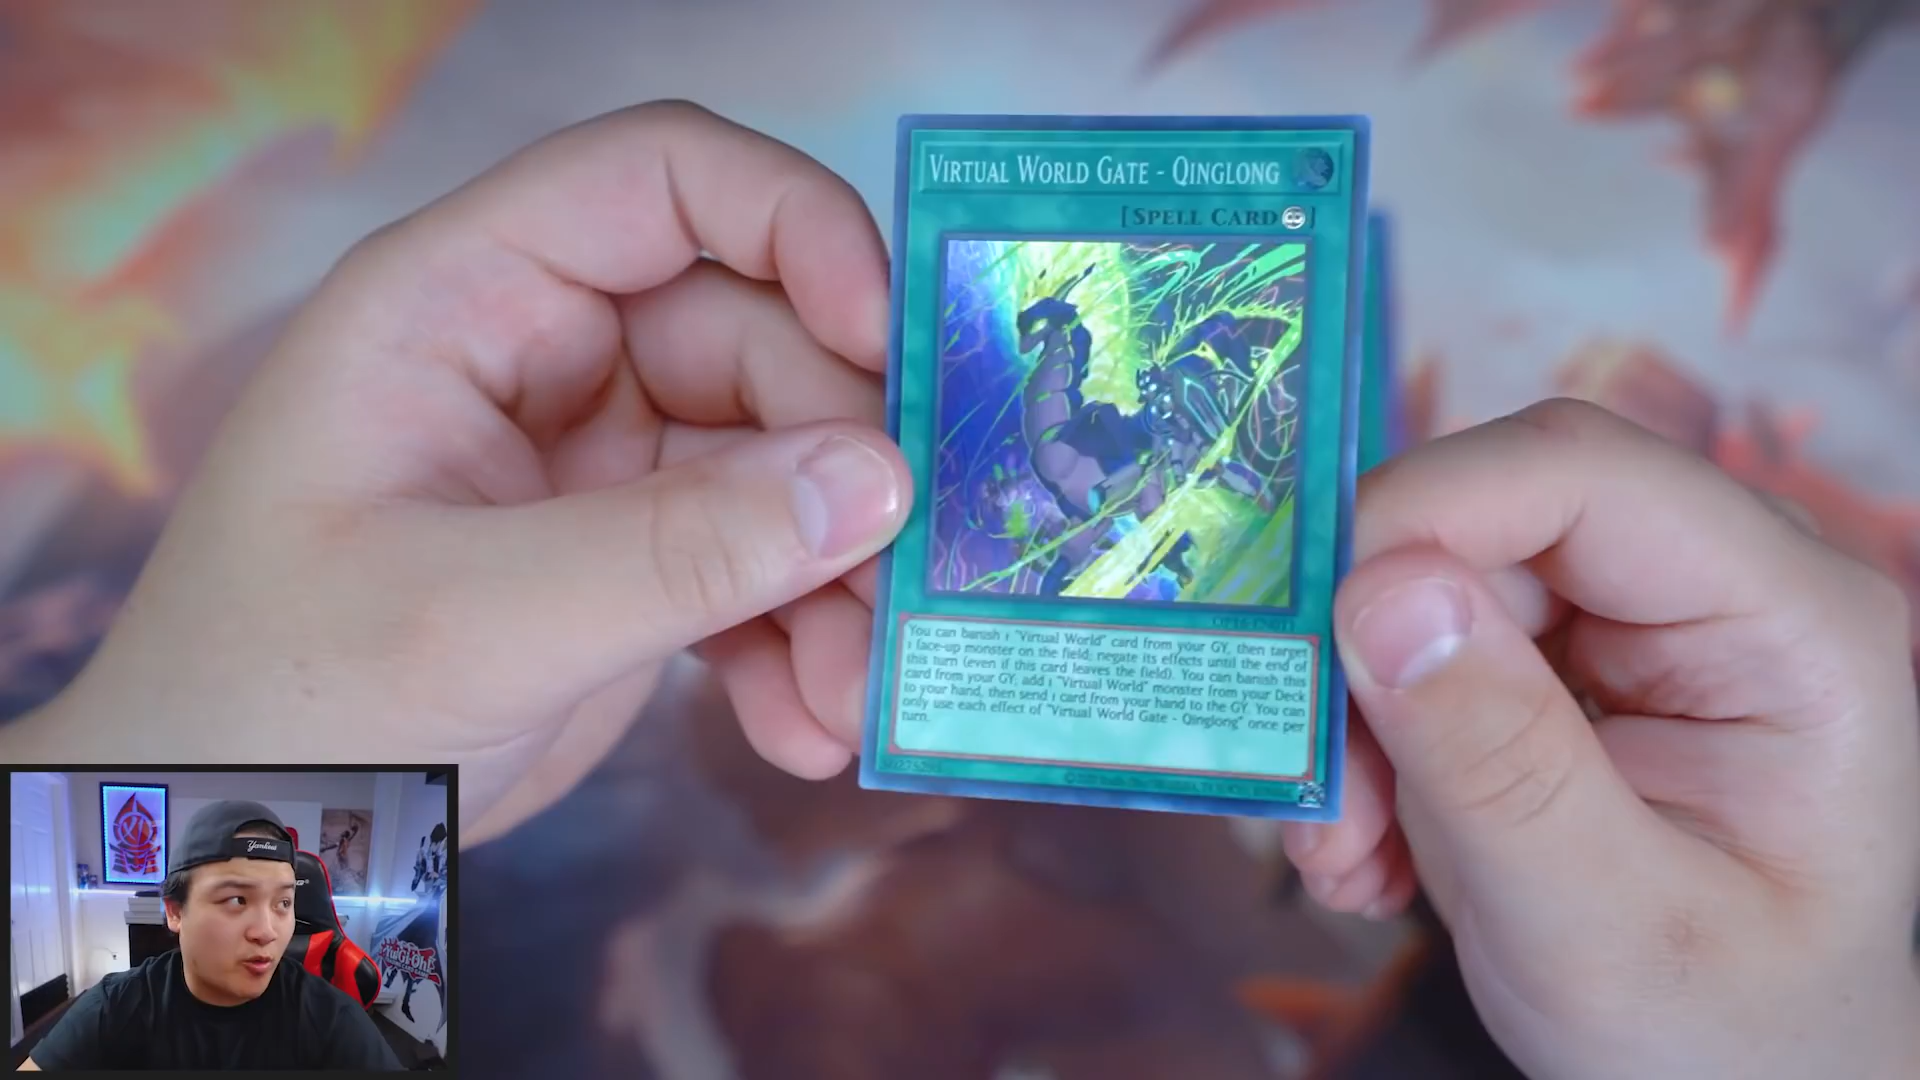 VIRTUAL WORLD GATE - QINGLONG
[SPELL CARD]
You can banish 1 "Virtual World" card from your GY, then target
1 face-up monster on the field; negate its effects until the end of
this turn (even if this card leaves the field). You can banish this
card from your GY; add 1 "Virtual World" monster from your Deck
to your hand, then send 1 card from your hand to the GY. You can
only use each effect of "Virtual World Gate - Qinglong" once per
turn.
Yankees
Yu-Gi-Oh!